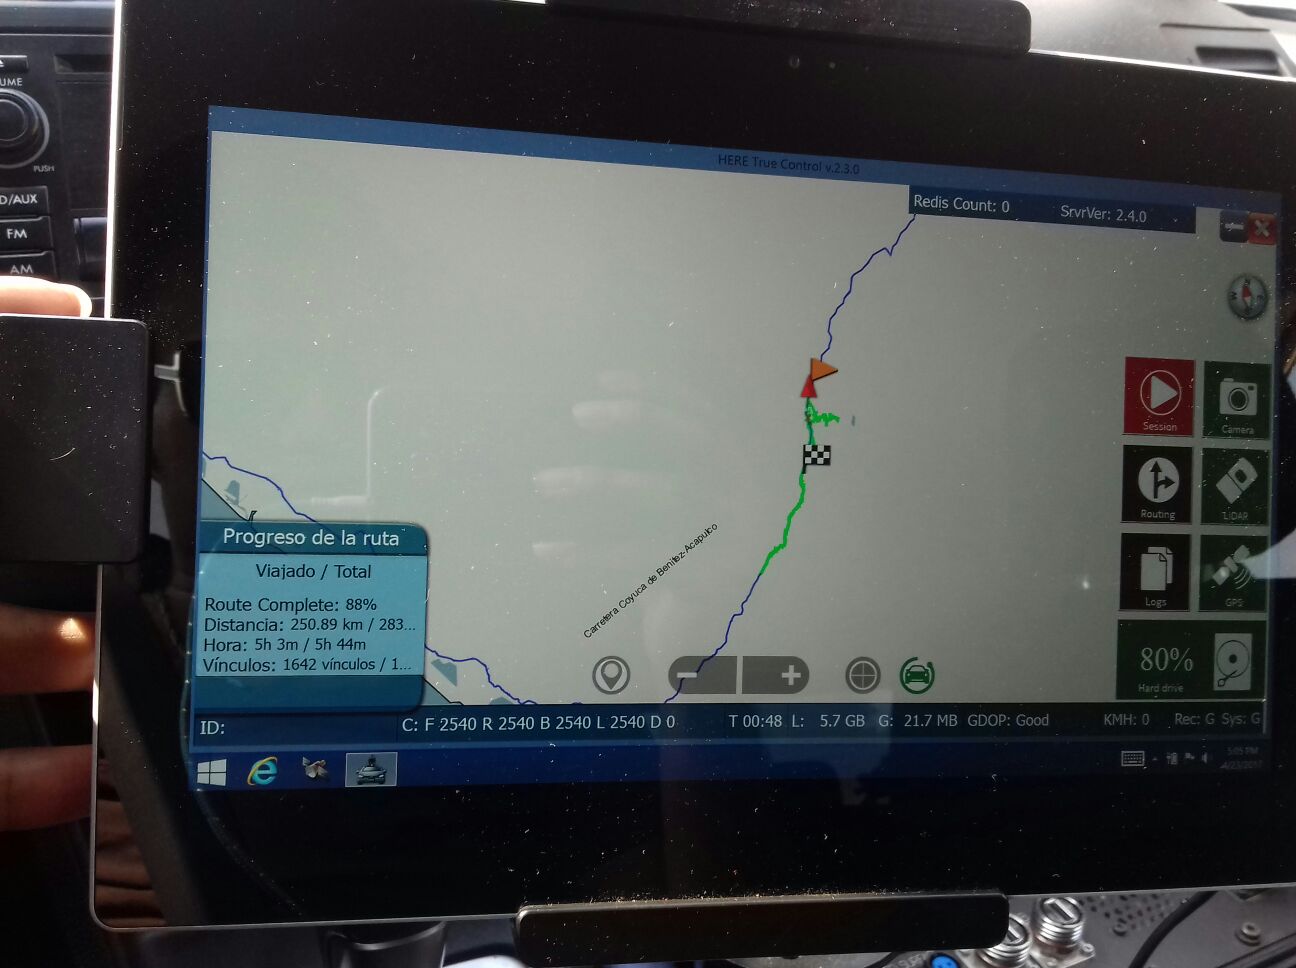 HERE True Control v.2.3.0
Redis Count: 0 SrvrVer: 2.4.0
UME
PUSH
D/AUX
FM
AM
Session
Camera
Routing
LiDAR
Logs
GPS
80%
Hard drive
Carretera Coyuca de Benítez-Acapulco
Progreso de la ruta
Viajado / Total
Route Complete: 88%
Distancia: 250.89 km / 283...
Hora: 5h 3m / 5h 44m
Vínculos: 1642 vínculos / 1...
ID: C: F 2540 R 2540 B 2540 L 2540 D 0 T 00:48 L: 5.7 GB G: 21.7 MB GDOP: Good KMH: 0 Rec: G Sys: G
5:05 PM